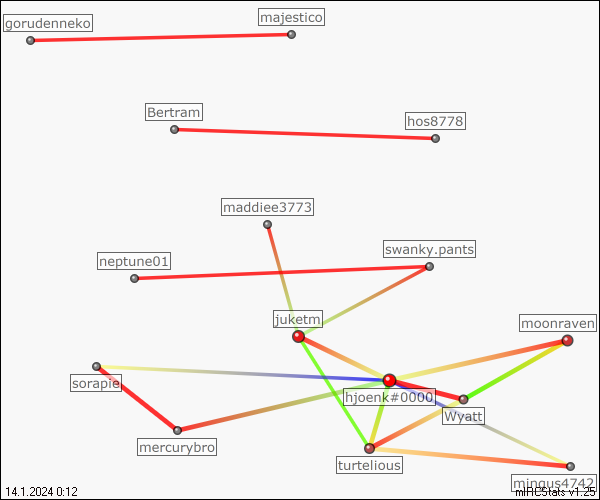 majestico
gorudenneko
Bertram
hos8778
maddiee3773
swanky.pants
neptune01
juketm
moonraven
sorapie
hjoenk#0000
Wyatt
mercurybro
turtelious
mingus4742
14.1.2024 0:12
mIRCStats v1.25